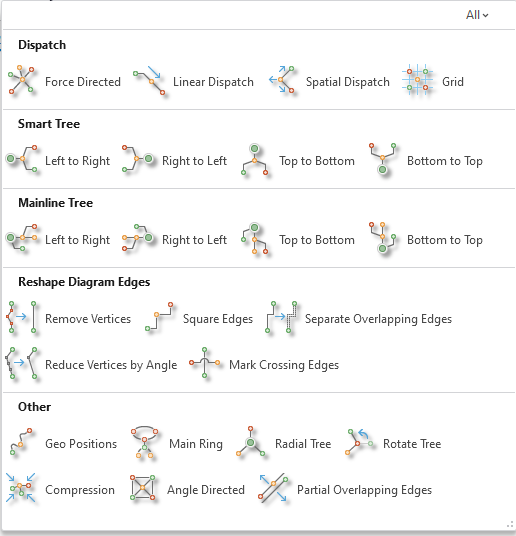 All
Dispatch
Force Directed Linear Dispatch Spatial Dispatch Grid
Smart Tree
Left to Right Right to Left Top to Bottom Bottom to Top
Mainline Tree
Left to Right Right to Left Top to Bottom Bottom to Top
Reshape Diagram Edges
Remove Vertices Square Edges Separate Overlapping Edges
Reduce Vertices by Angle Mark Crossing Edges
Other
Geo Positions Main Ring Radial Tree Rotate Tree
Compression Angle Directed Partial Overlapping Edges